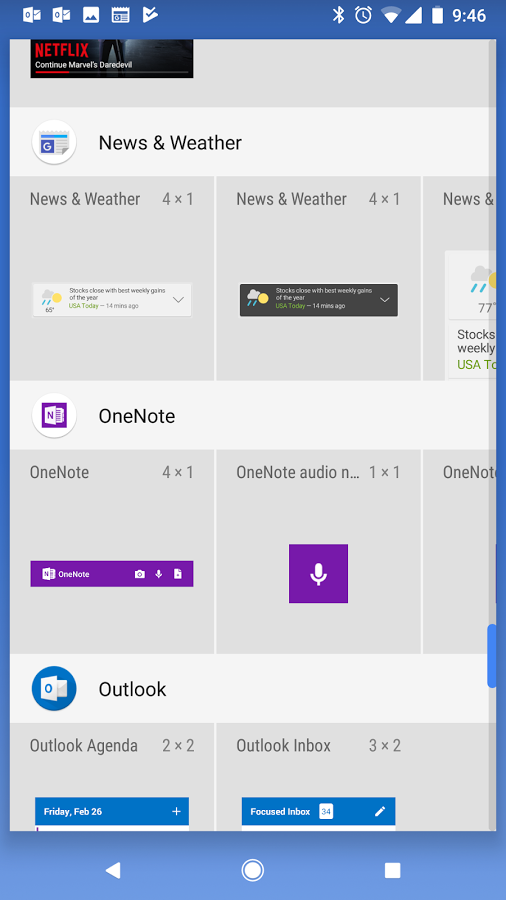 9:46
NETFLIX
Continue Marvel's Daredevil
News & Weather
News & Weather 4 × 1
News & Weather 4 × 1
News &
Stocks close with best weekly gains
of the year
USA Today – 14 mins ago
65°
Stocks close with best weekly gains
of the year
USA Today – 14 mins ago
77°
Stocks
weekly
USA To
OneNote
OneNote 4 × 1
OneNote audio n... 1 × 1
OneNot
N OneNote
Outlook
Outlook Agenda 2 × 2
Outlook Inbox 3 × 2
Friday, Feb 26
Focused Inbox 34